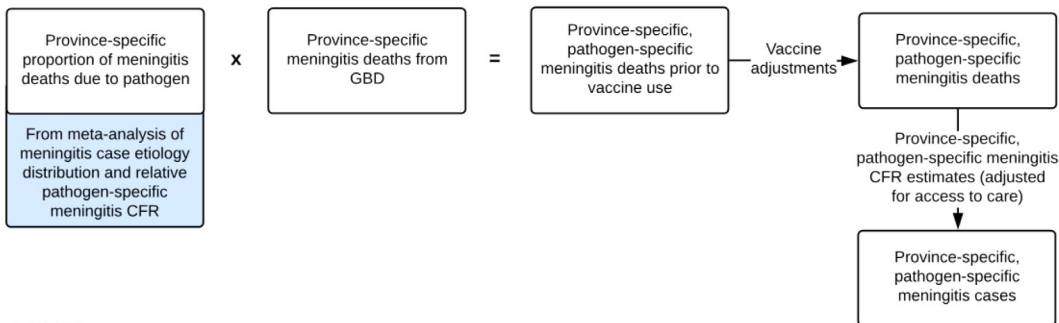 Province-specific
proportion of meningitis
deaths due to pathogen
From meta-analysis of
meningitis case etiology
distribution and relative
pathogen-specific
meningitis CFR
x
Province-specific
meningitis deaths from
GBD
=
Province-specific,
pathogen-specific
meningitis deaths prior to
vaccine use
Vaccine
adjustments
Province-specific,
pathogen-specific
meningitis deaths
Province-specific,
pathogen-specific meningitis
CFR estimates (adjusted
for access to care)
Province-specific,
pathogen-specific
meningitis cases